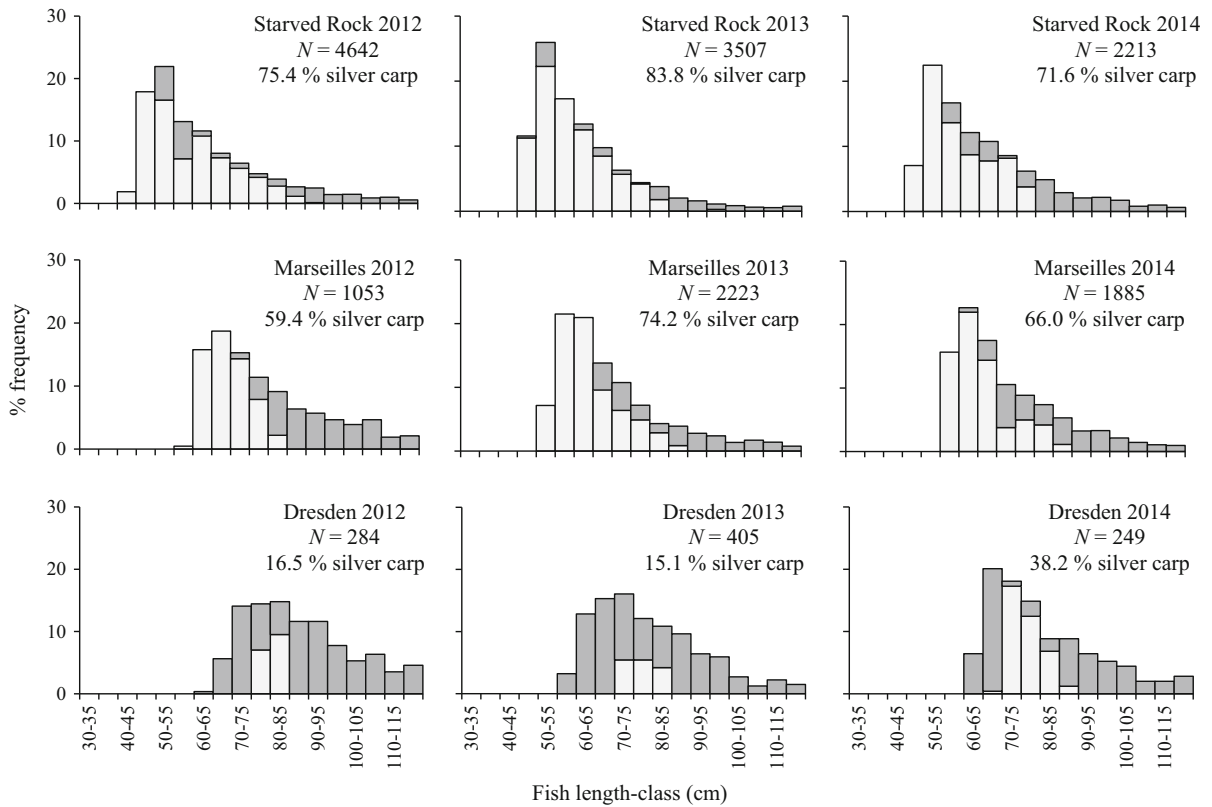 % frequency
30
20
10
0
Starved Rock 2012
N = 4642
75.4 % silver carp
Starved Rock 2013
N = 3507
83.8 % silver carp
Starved Rock 2014
N = 2213
71.6 % silver carp
30
20
10
0
Marseilles 2012
N = 1053
59.4 % silver carp
Marseilles 2013
N = 2223
74.2 % silver carp
Marseilles 2014
N = 1885
66.0 % silver carp
30
20
10
0
Dresden 2012
N = 284
16.5 % silver carp
Dresden 2013
N = 405
15.1 % silver carp
Dresden 2014
N = 249
38.2 % silver carp
30-35
40-45
50-55
60-65
70-75
80-85
90-95
100-105
110-115
30-35
40-45
50-55
60-65
70-75
80-85
90-95
100-105
110-115
30-35
40-45
50-55
60-65
70-75
80-85
90-95
100-105
110-115
Fish length-class (cm)